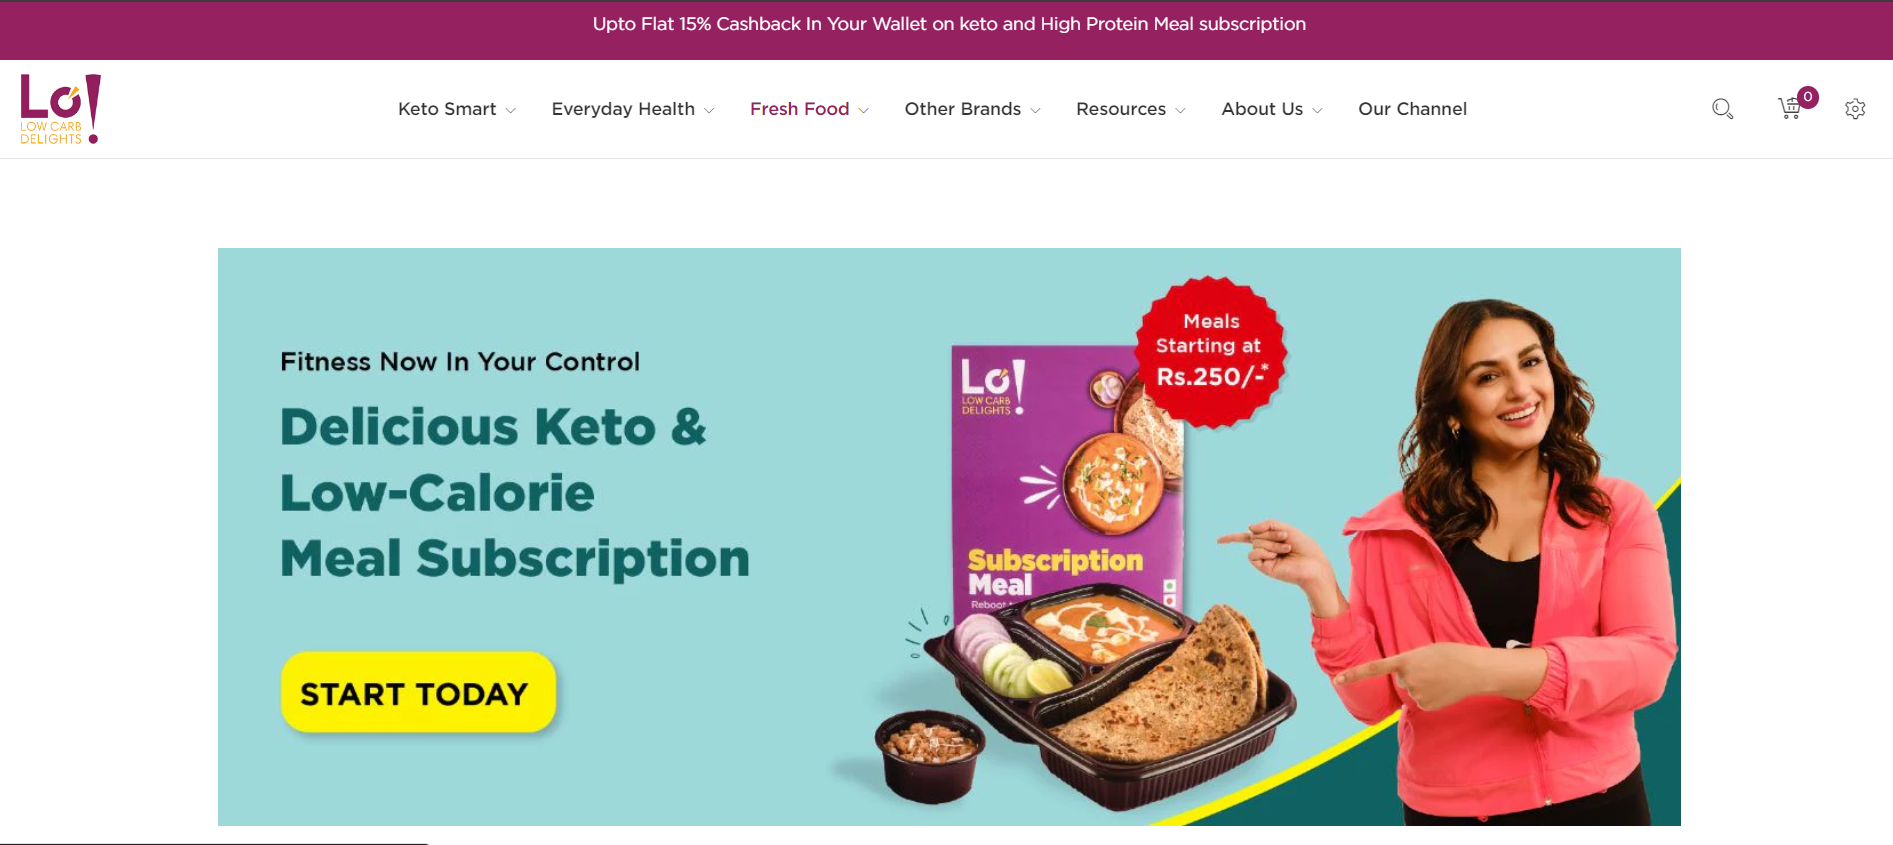 Upto Flat 15% Cashback In Your Wallet on keto and High Protein Meal subscription
Lo!
LOW CARB
DELIGHTS
Keto Smart
Everyday Health
Fresh Food
Other Brands
Resources
About Us
Our Channel
0
Fitness Now In Your Control
Delicious Keto &
Low-Calorie
Meal Subscription
START TODAY
Lo!
LOW CARB
DELIGHTS
Meals
Starting at
Rs.250/-*
Subscription
Meal
Reboot